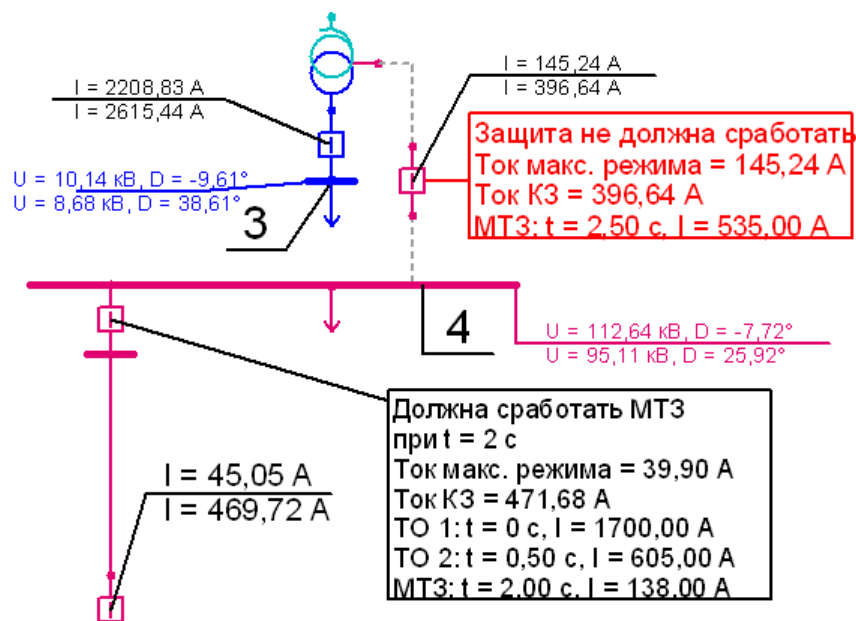 I = 2208,83 А
I = 2615,44 А
I = 145,24 А
I = 396,64 А
Защита не должна сработать
Ток макс. режима = 145,24 А
Ток КЗ = 396,64 А
МТЗ: t = 2,50 с, I = 535,00 А
U = 10,14 кВ, D = -9,61°
U = 8,68 кВ, D = 38,61°
3
4
U = 112,64 кВ, D = -7,72°
U = 95,11 кВ, D = 25,92°
Должна сработать МТЗ
при t = 2 с
Ток макс. режима = 39,90 А
Ток КЗ = 471,68 А
ТО 1: t = 0 с, I = 1700,00 А
ТО 2: t = 0,50 с, I = 605,00 А
МТЗ: t = 2,00 с, I = 138,00 А
I = 45,05 А
I = 469,72 А